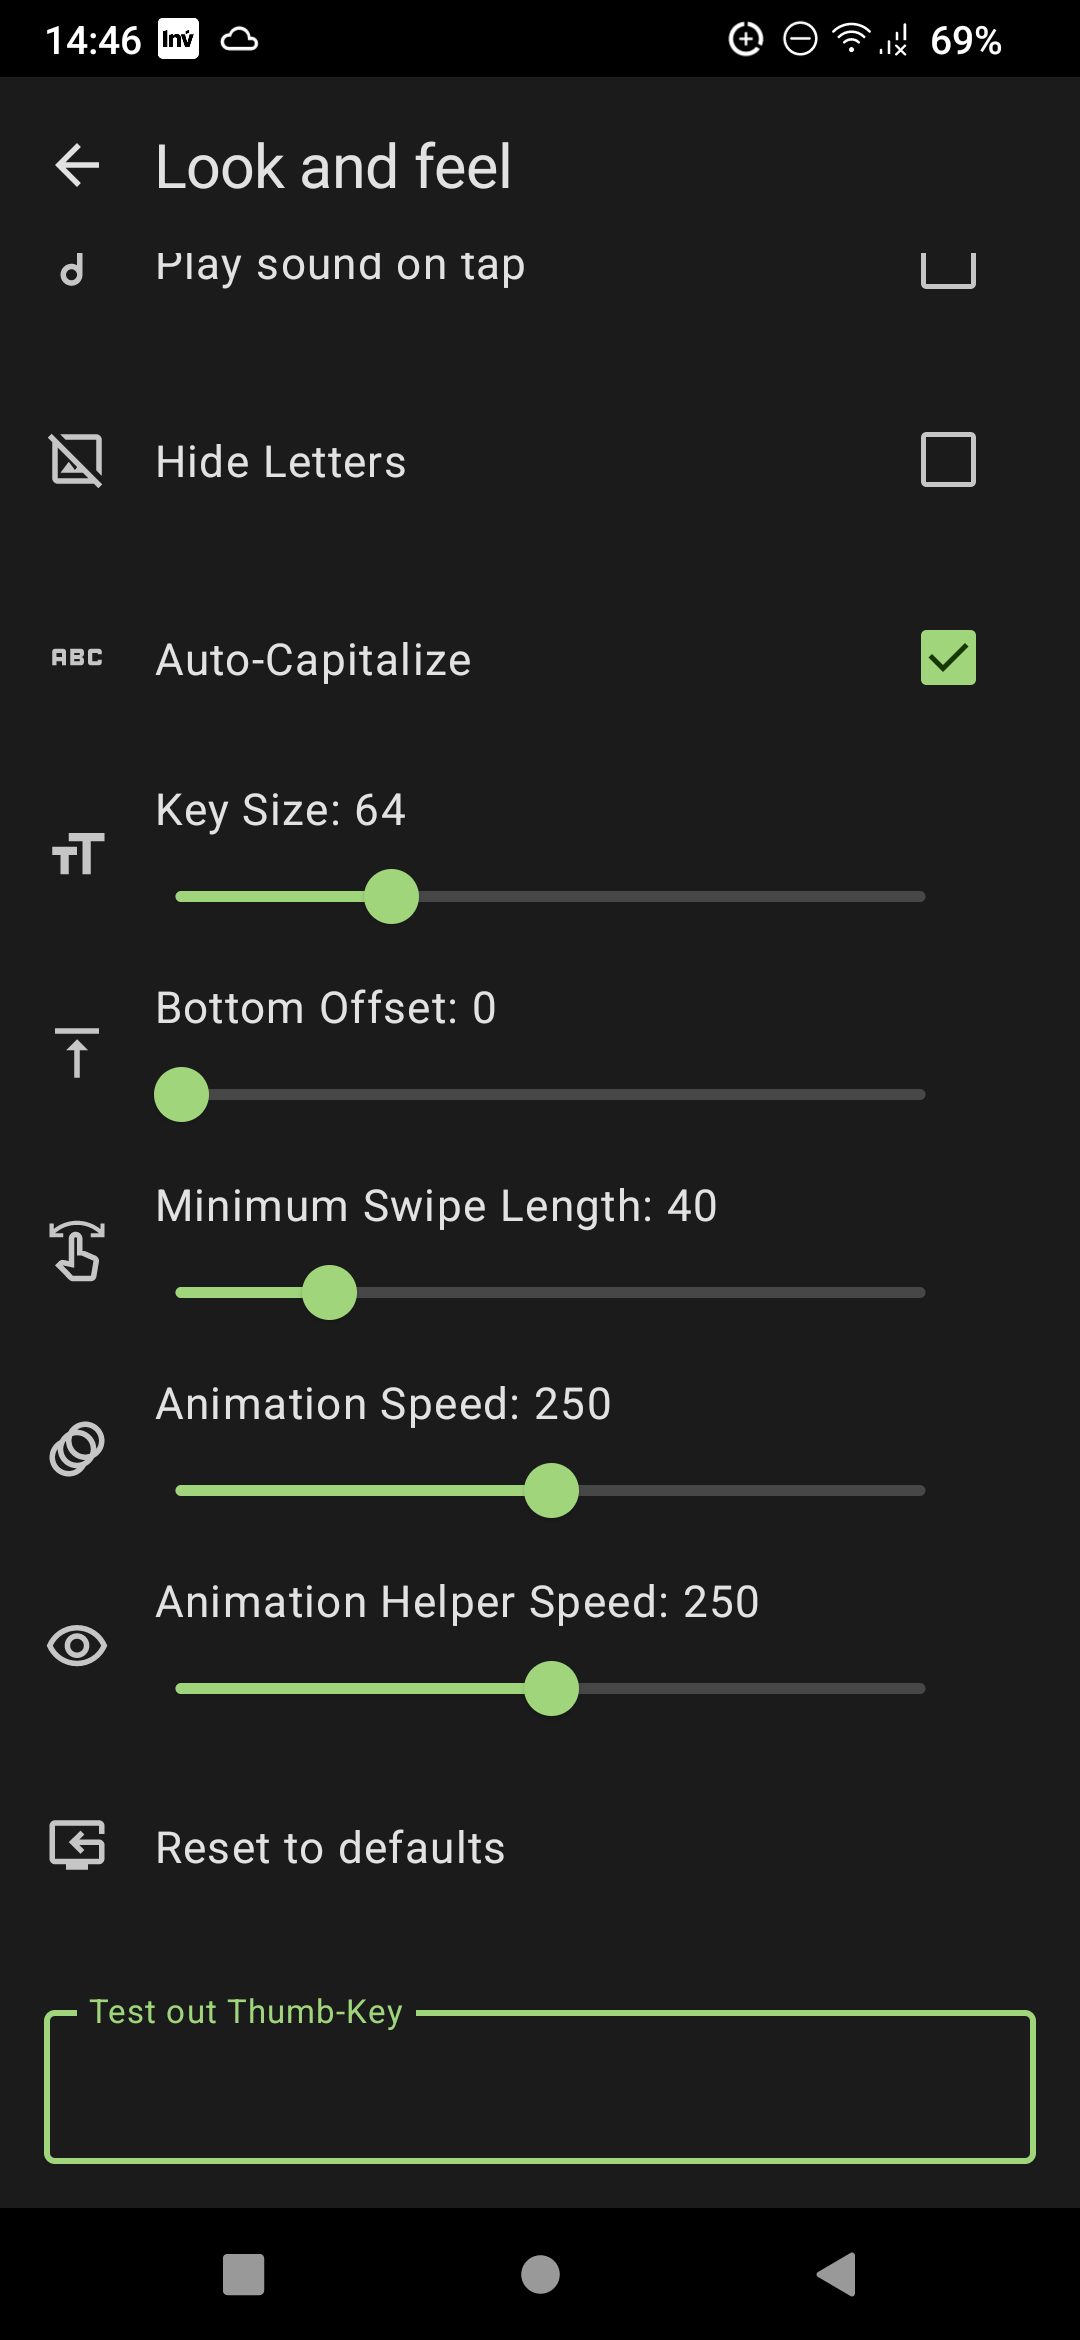 14:46 Inv 69%
Look and feel
Play sound on tap
Hide Letters
ABC Auto-Capitalize
Key Size: 64
Bottom Offset: 0
Minimum Swipe Length: 40
Animation Speed: 250
Animation Helper Speed: 250
Reset to defaults
Test out Thumb-Key